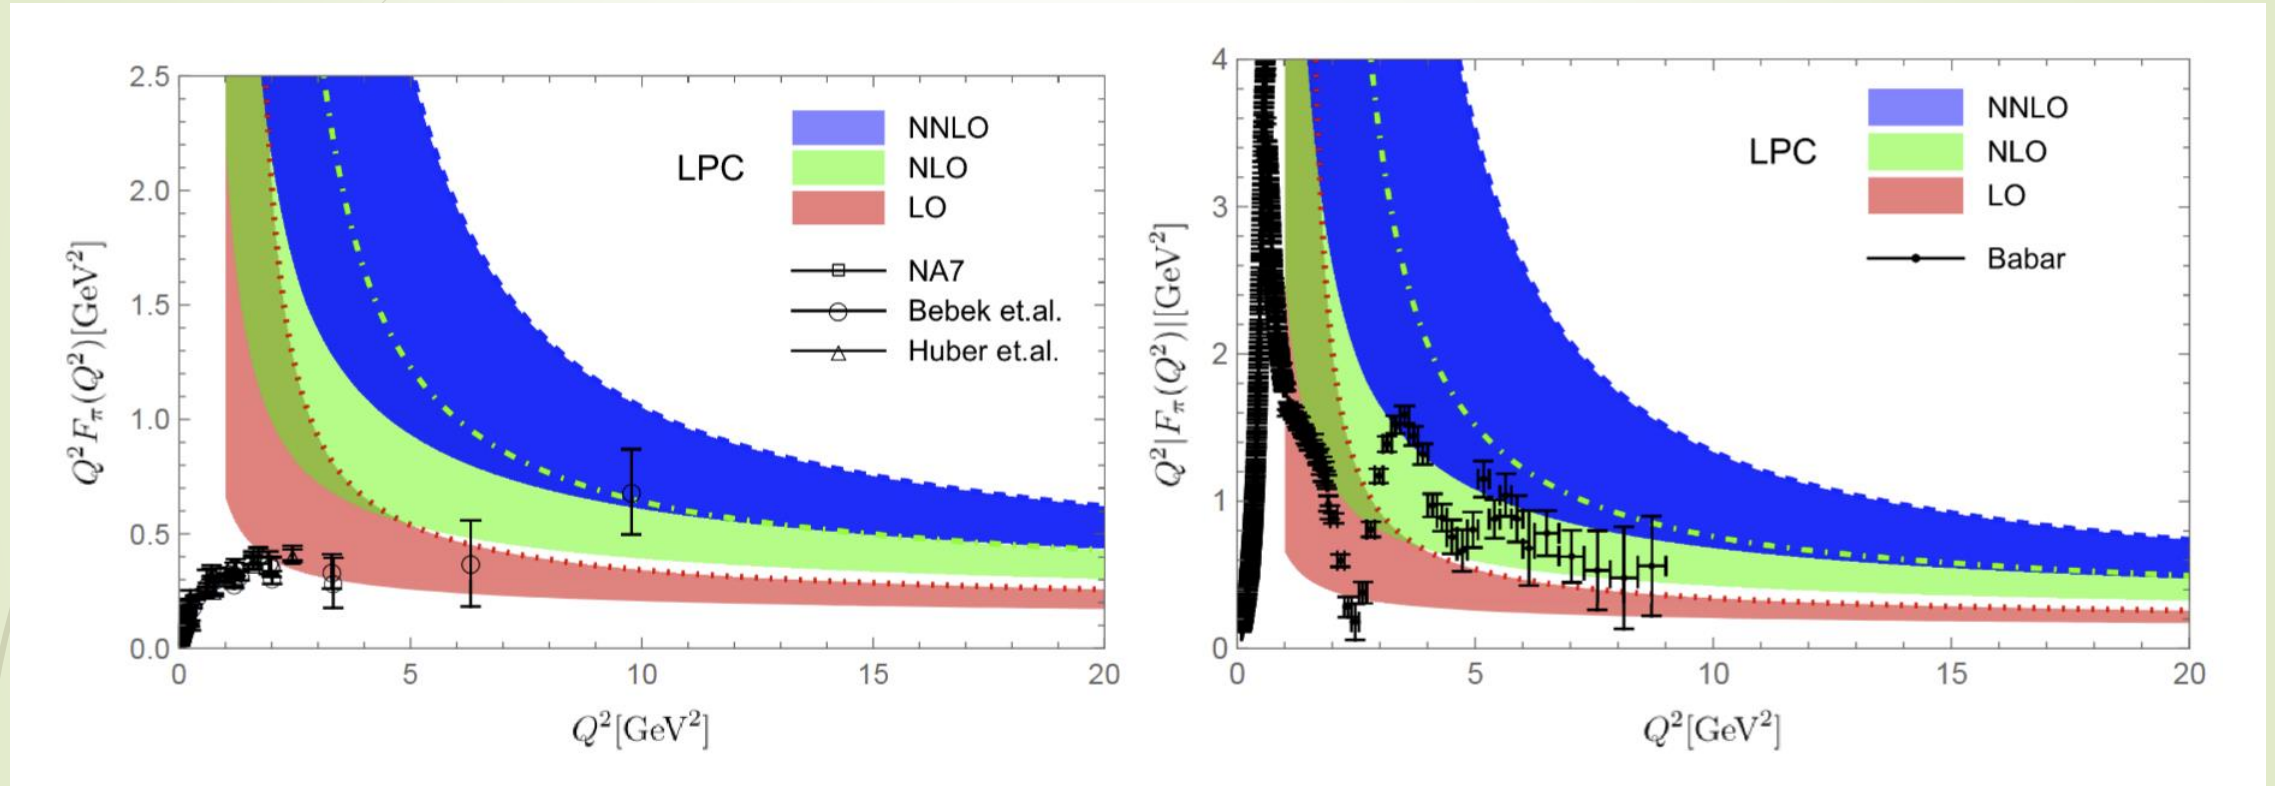 2.5
2.0
1.5
1.0
0.5
0.0
Q²Fπ(Q²)[GeV²]
LPC
NNLO
NLO
LO
NA7
Bebek et.al.
Huber et.al.
0 5 10 15 20
Q²[GeV²]
4
3
2
1
0
Q²|Fπ(Q²)|[GeV²]
LPC
NNLO
NLO
LO
Babar
0 5 10 15 20
Q²[GeV²]